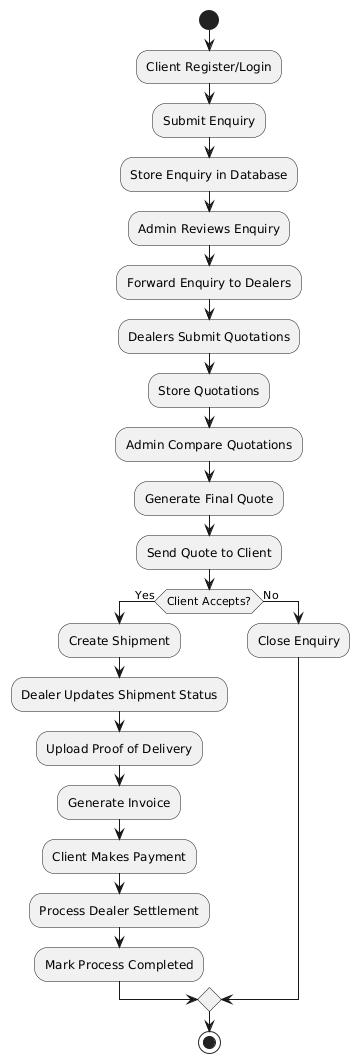 Client Register/Login
Submit Enquiry
Store Enquiry in Database
Admin Reviews Enquiry
Forward Enquiry to Dealers
Dealers Submit Quotations
Store Quotations
Admin Compare Quotations
Generate Final Quote
Send Quote to Client
Yes
Client Accepts?
No
Create Shipment
Close Enquiry
Dealer Updates Shipment Status
Upload Proof of Delivery
Generate Invoice
Client Makes Payment
Process Dealer Settlement
Mark Process Completed